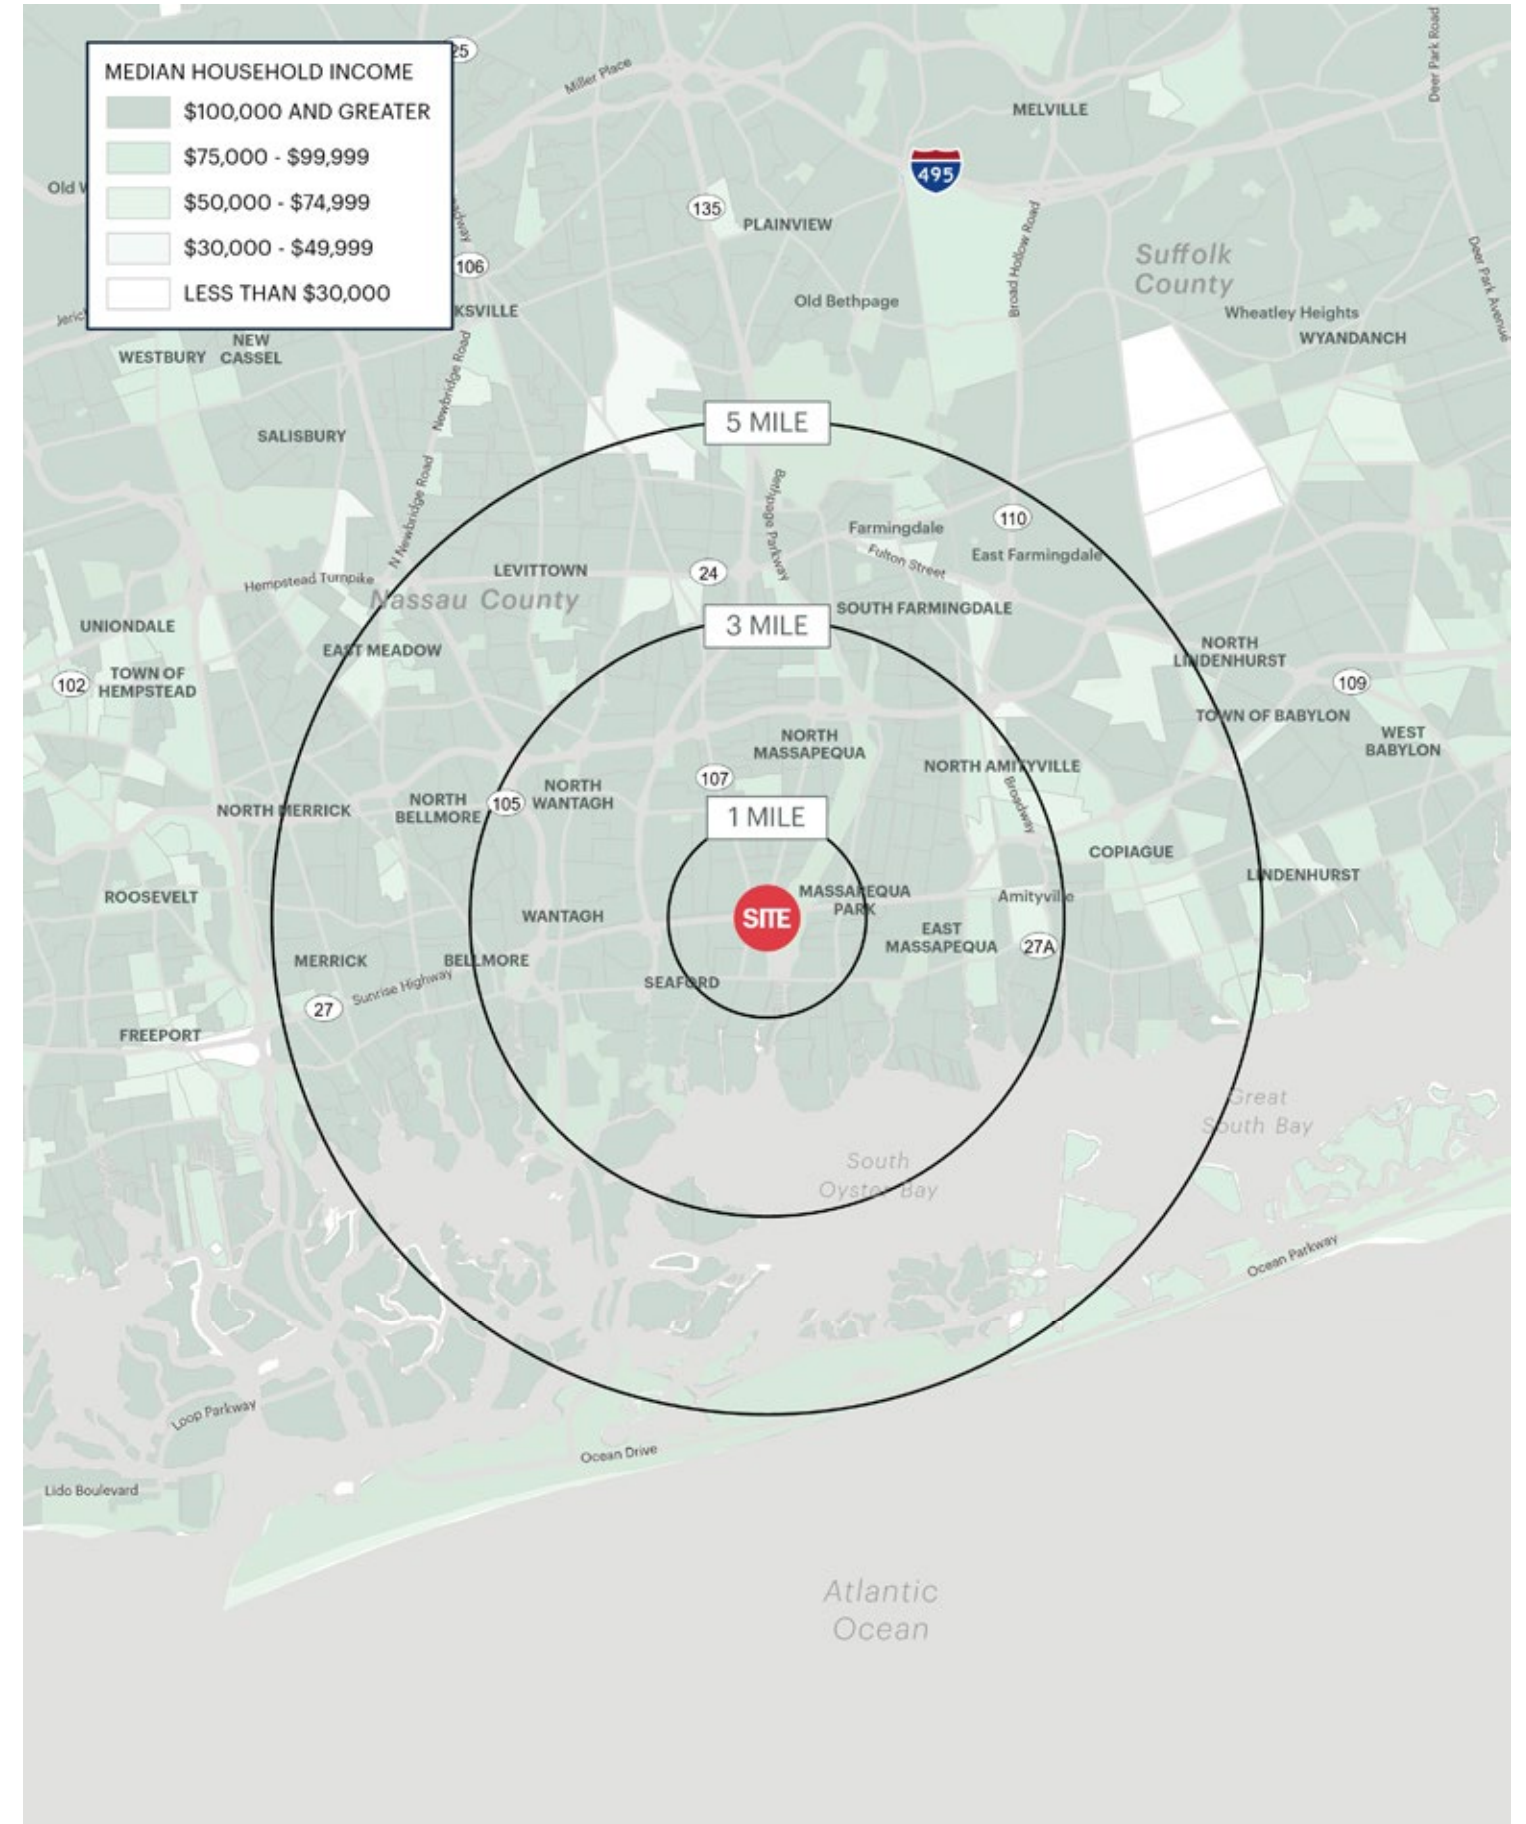 MEDIAN HOUSEHOLD INCOME
$100,000 AND GREATER
$75,000 - $99,999
$50,000 - $74,999
$30,000 - $49,999
LESS THAN $30,000
25
Miller Place
Deer Park Road
MELVILLE
495
Old W
135
PLAINVIEW
Broad Hollow Road
Suffolk
County
Deer Park Avenue
106
Old Bethpage
KSVILLE
Wheatley Heights
WYANDANCH
Jeric
NEW
CASSEL
WESTBURY
Newbridge Road
SALISBURY
5 MILE
N Newbridge Road
Bethpage Parkway
110
Farmingdale
Fulton Street
East Farmingdale
LEVITTOWN
24
Hempstead Turnpike
Nassau County
SOUTH FARMINGDALE
3 MILE
UNIONDALE
EAST MEADOW
NORTH
LINDENHURST
102
TOWN OF
HEMPSTEAD
109
TOWN OF BABYLON
WEST
BABYLON
NORTH
MASSAPEQUA
107
NORTH AMITYVILLE
Broadway
NORTH
WANTAGH
105
NORTH
BELLMORE
NORTH MERRICK
1 MILE
COPIAGUE
LINDENHURST
ROOSEVELT
MASSAPEQUA
PARK
Amityville
SITE
WANTAGH
EAST
MASSAPEQUA
27A
MERRICK
BELLMORE
SEAFORD
Sunrise Highway
27
FREEPORT
Great
South Bay
South
Oyster Bay
Ocean Parkway
Loop Parkway
Ocean Drive
Lido Boulevard
Atlantic
Ocean